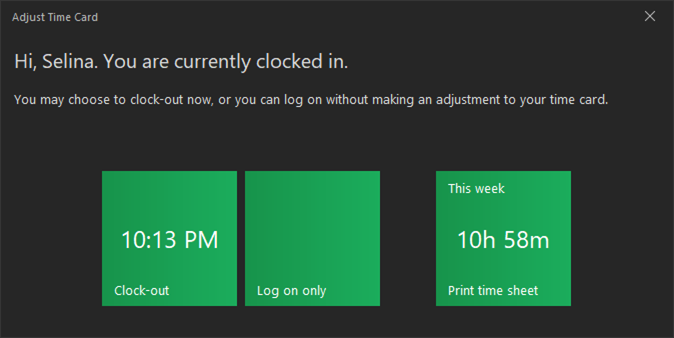 Adjust Time Card
Hi, Selina. You are currently clocked in.
You may choose to clock-out now, or you can log on without making an adjustment to your time card.
10:13 PM
Clock-out
Log on only
This week
10h 58m
Print time sheet